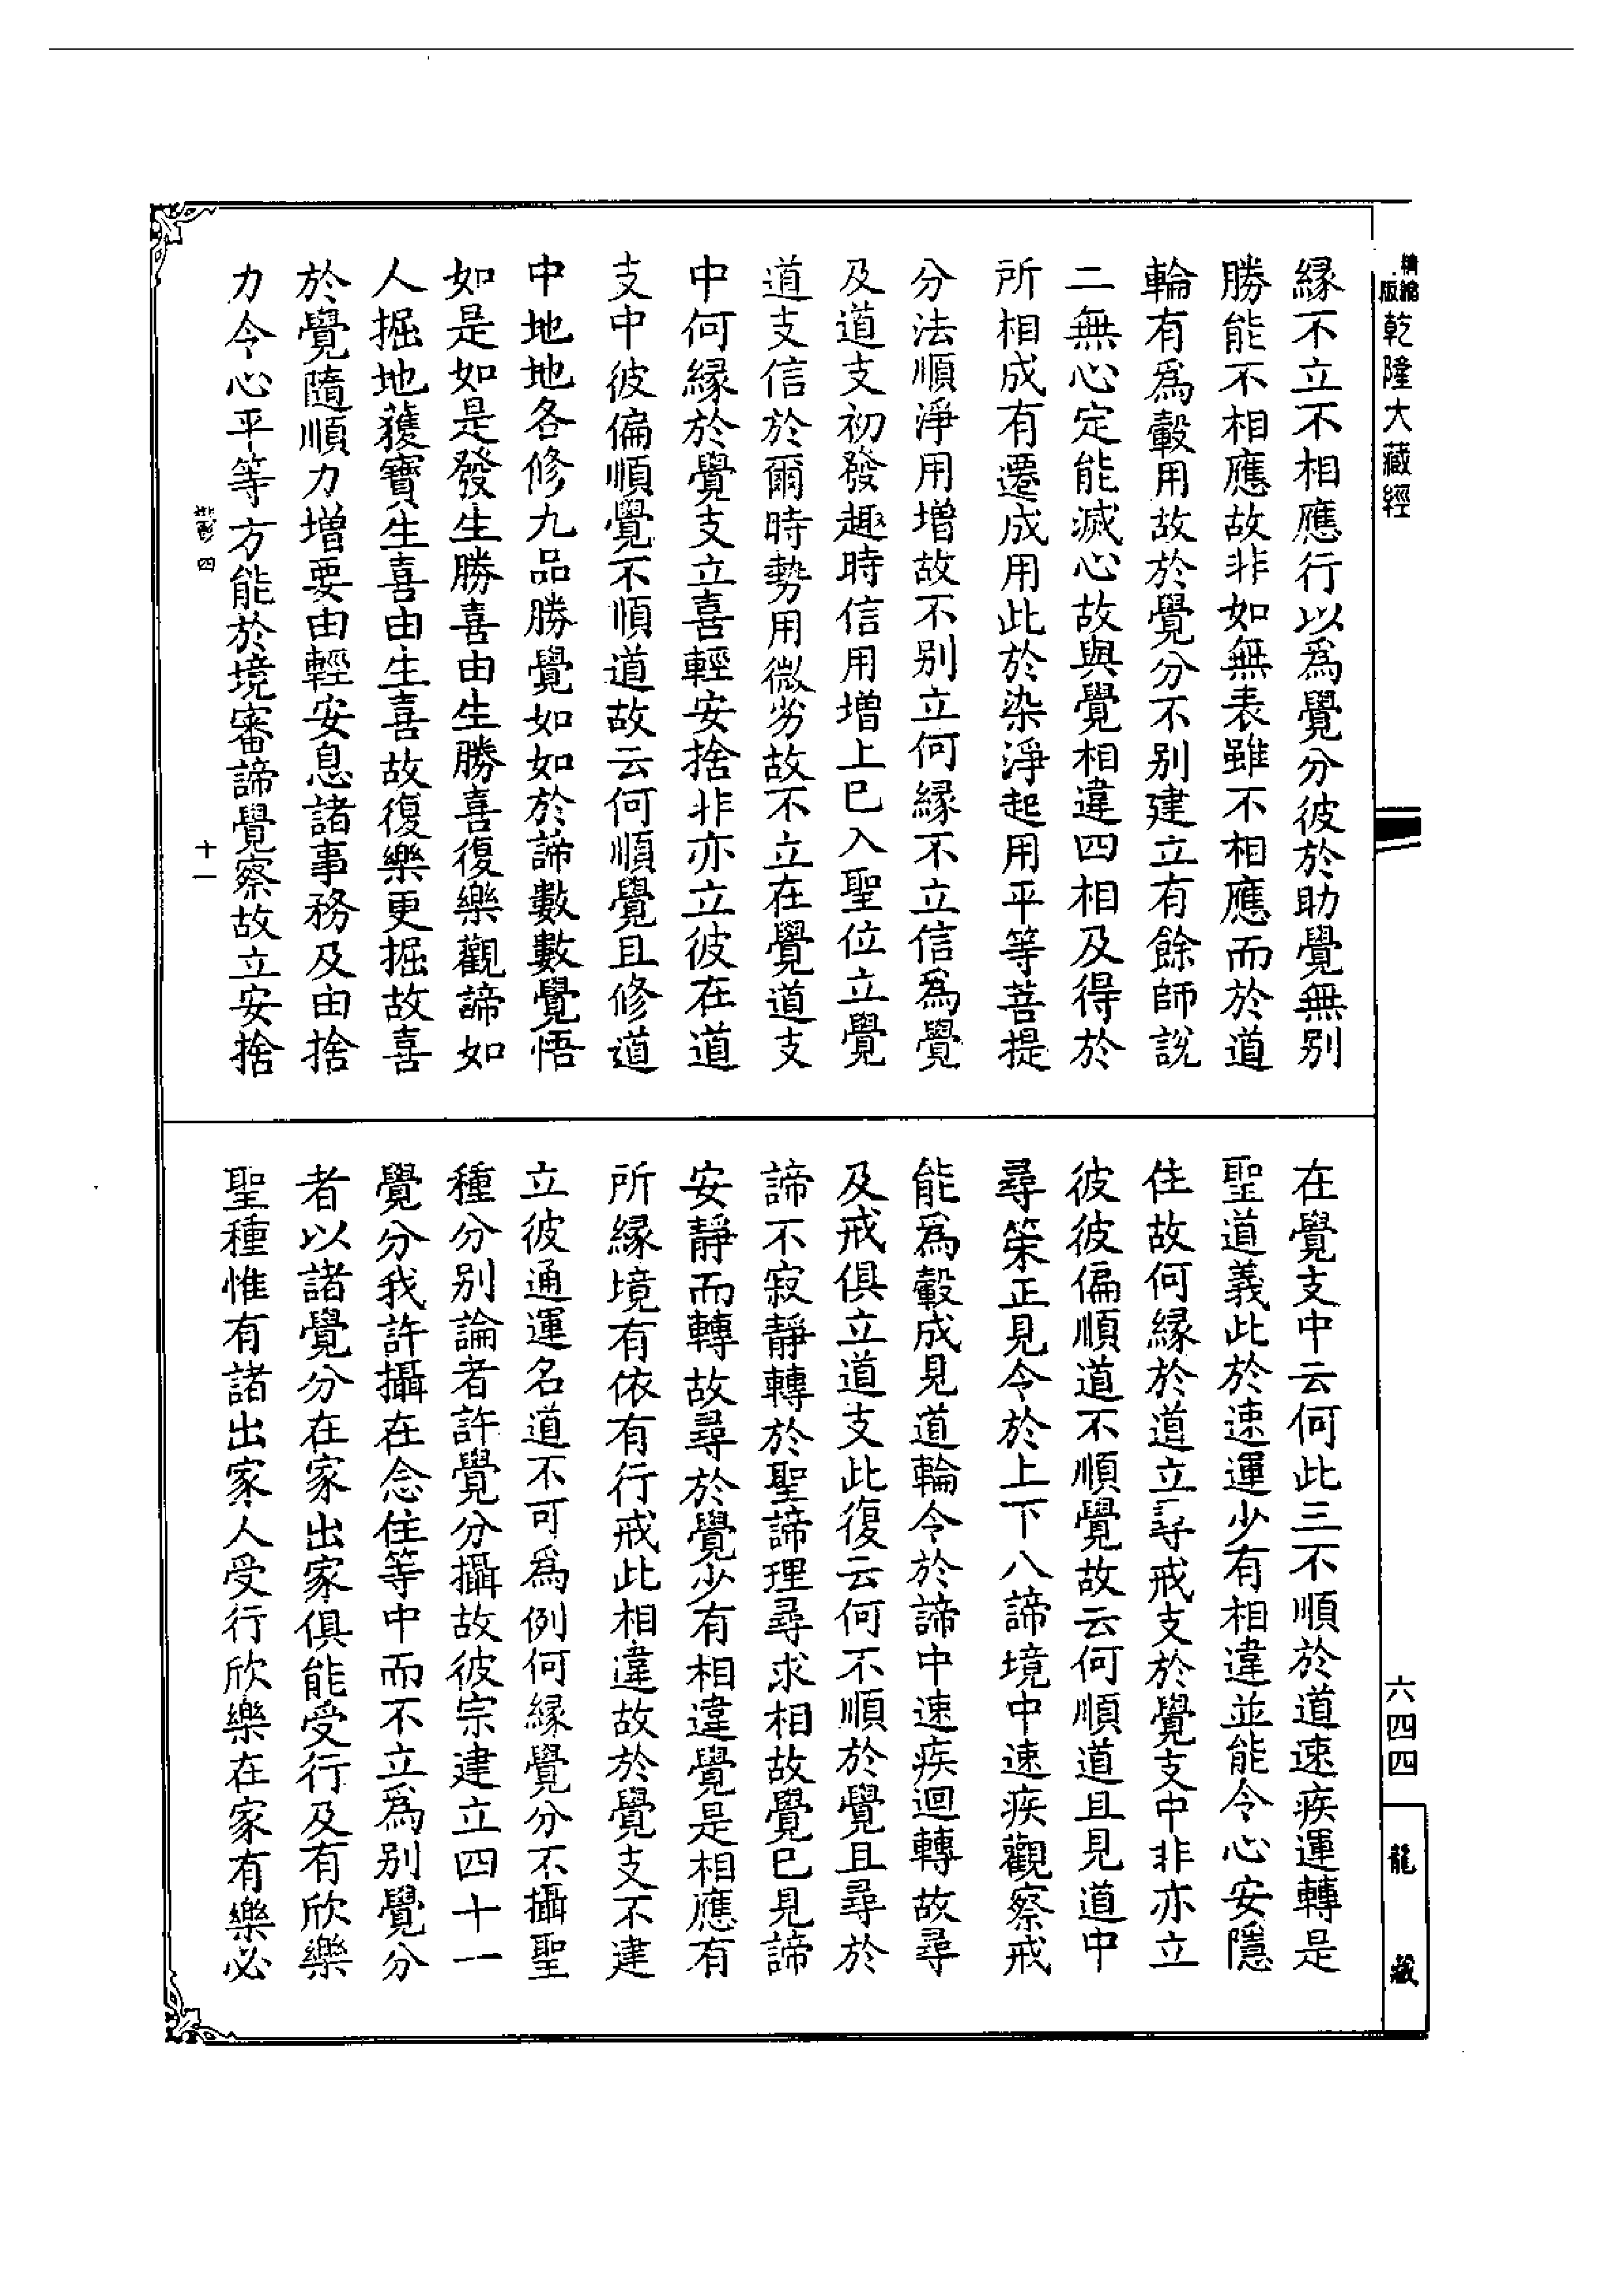 精縮版
乾隆大藏經
緣不立不相應行以爲覺分彼於助覺無別
勝能不相應故非如無表雖不相應而於道
輪有爲轂用故於覺分不別建立有餘師說
二無心定能滅心故與覺相違四相及得於
所相成有遷成用此於染淨起用平等菩提
分法順淨用增故不別立何緣不立信爲覺
及道支初發趣時信用增上已入聖位立覺
道支信於爾時勢用微劣故不立在覺道支
中何緣於覺支立喜輕安捨非亦立彼在道
支中彼偏順覺不順道故云何順覺且修道
中地地各修九品勝覺如如於諦數數覺悟
如是如是發生勝喜由生勝喜復樂觀諦如
人掘地獲寶生喜由生喜故復樂更掘故喜
於覺隨順力增要由輕安息諸事務及由捨
力令心平等方能於境審諦覺察故立安捨
四
十一
在覺支中云何此三不順於道速疾運轉是
聖道義此於速運少有相違並能令心安隱
住故何緣於道立尋戒支於覺支中非亦立
彼彼偏順道不順覺故云何順道且見道中
尋策正見令於上下八諦境中速疾觀察戒
能爲轂成見道輪令於諦中速疾迴轉故尋
及戒俱立道支此復云何不順於覺且尋於
諦不寂靜轉於聖諦理尋求相故覺已見諦
安靜而轉故尋於覺少有相違覺是相應有
所緣境有依有行戒此相違故於覺支不建
立彼通運名道不可爲例何緣覺分不攝聖
種分別論者許覺分攝故彼宗建立四十一
覺分我許攝在念住等中而不立爲別覺分
者以諸覺分在家出家俱能受行及有欣樂
聖種惟有諸出家人受行欣樂在家有樂必
六四四
龍藏